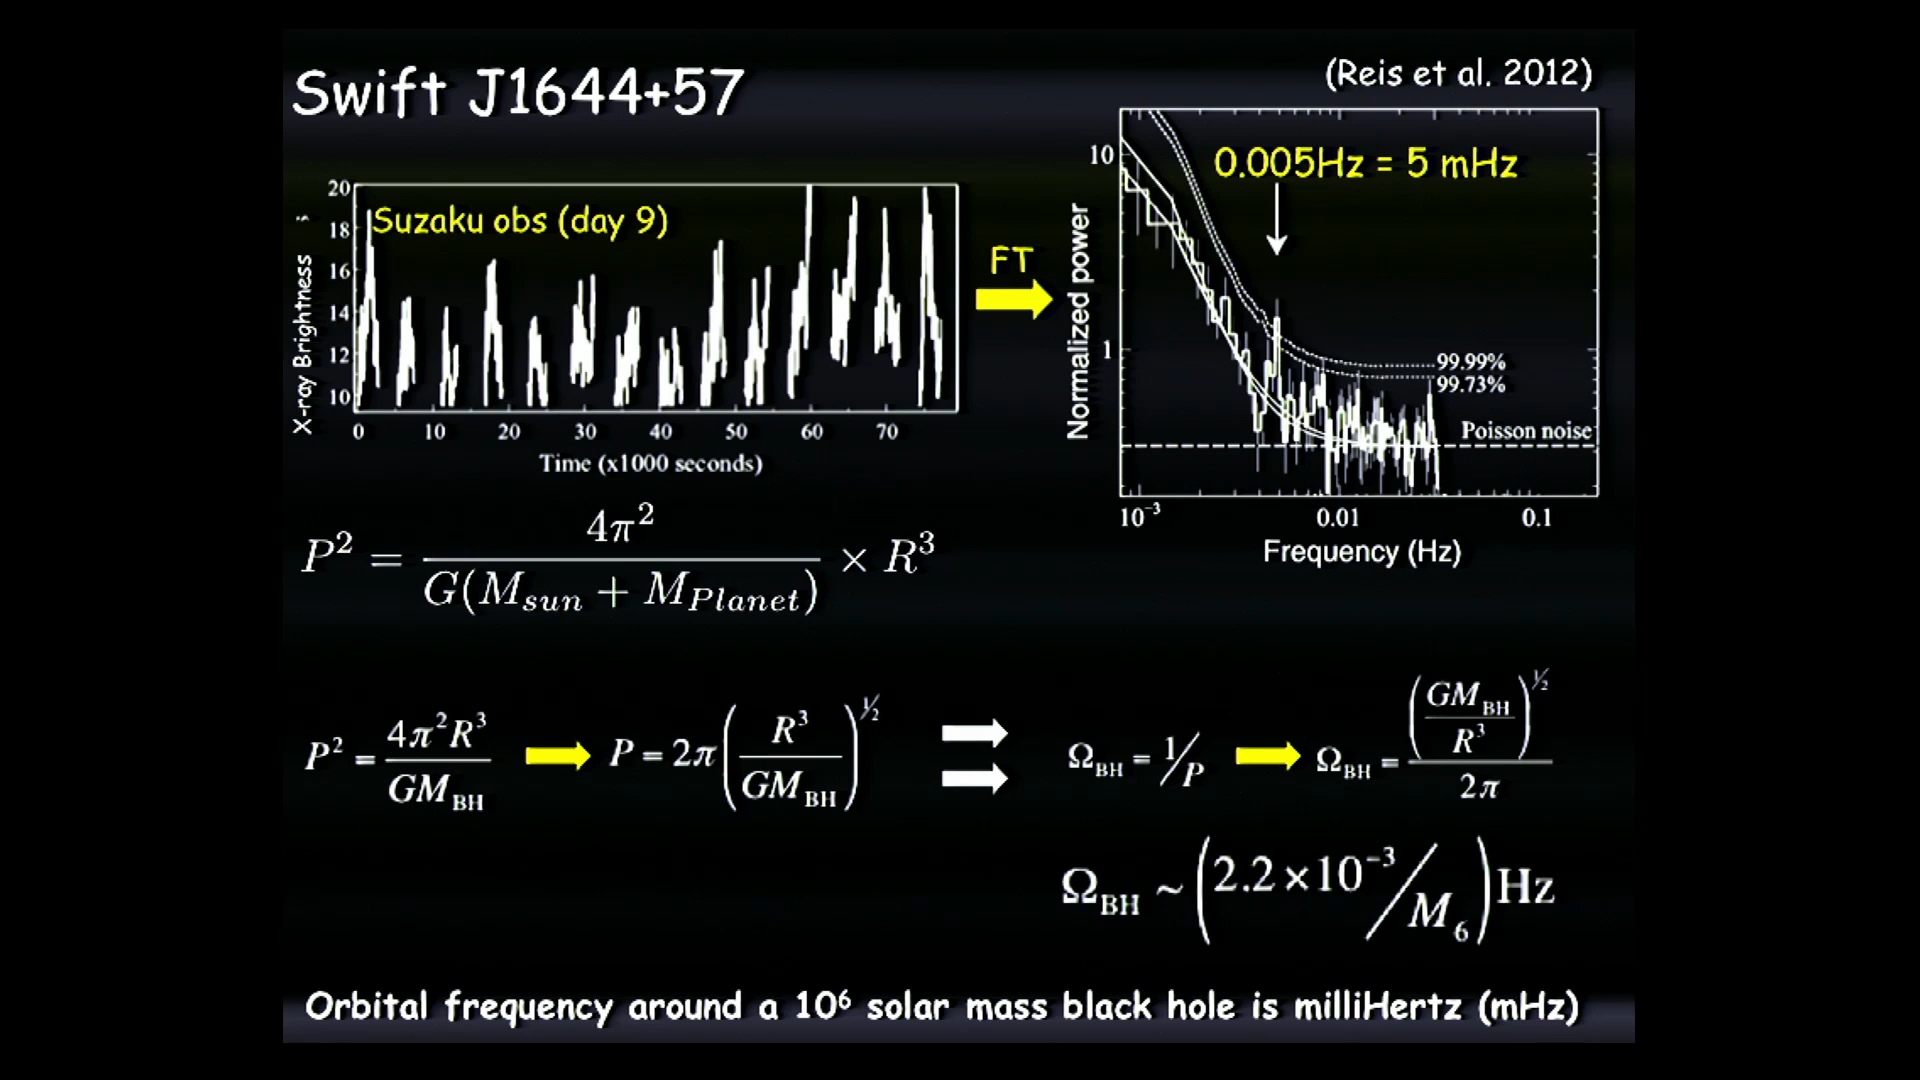 Swift J1644+57
(Reis et al. 2012)
Suzaku obs (day 9)
X-ray Brightness
20
18
16
14
12
10
0 10 20 30 40 50 60 70
Time (x1000 seconds)
FT
0.005Hz = 5 mHz
Normalized power
10
1
99.99%
99.73%
Poisson noise
10⁻³ 0.01 0.1
Frequency (Hz)
P² = 4π² / G(M_sun + M_Planet) × R³
P² = 4π²R³ / GM_BH
P = 2π (R³ / GM_BH)^½
Ω_BH = 1/P
Ω_BH = (GM_BH / R³)^½ / 2π
Ω_BH ~ (2.2×10⁻³ / M₆) Hz
Orbital frequency around a 10⁶ solar mass black hole is milliHertz (mHz)